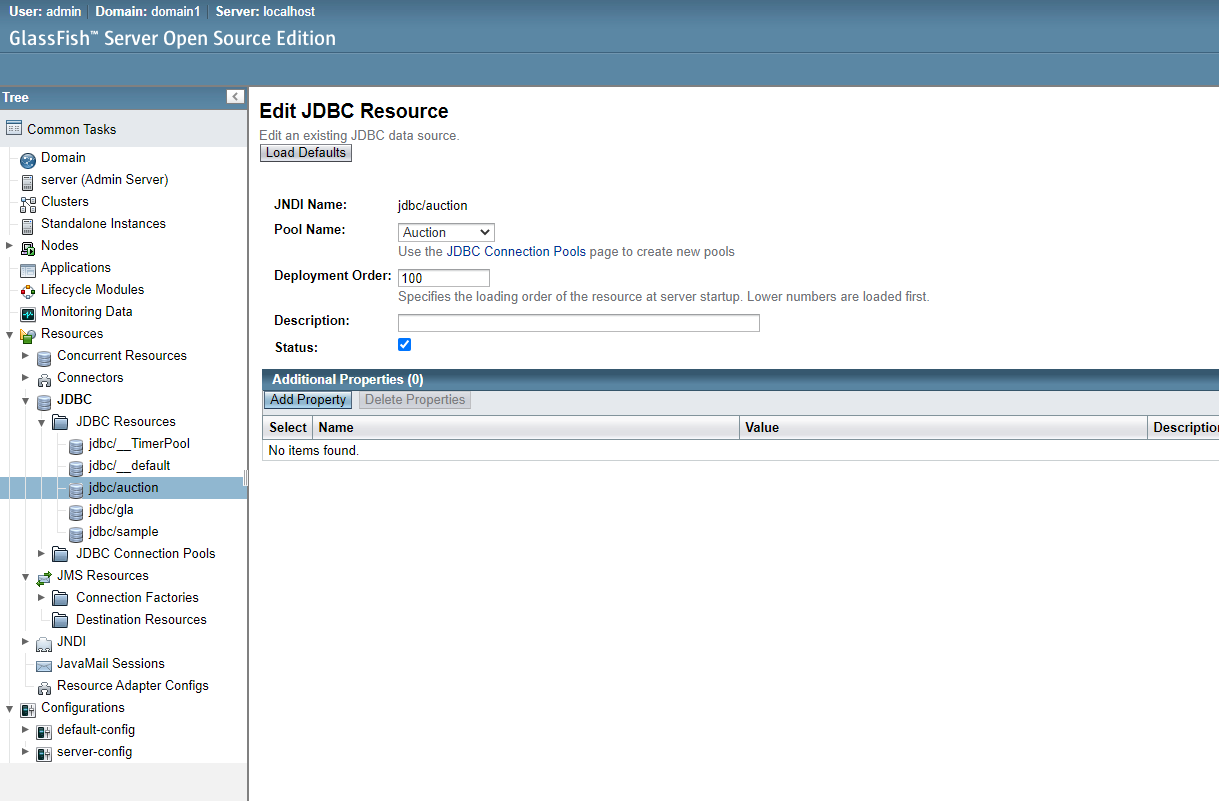 User: admin Domain: domain1 Server: localhost
GlassFish™ Server Open Source Edition
Tree
Common Tasks
Domain
server (Admin Server)
Clusters
Standalone Instances
Nodes
Applications
Lifecycle Modules
Monitoring Data
Resources
Concurrent Resources
Connectors
JDBC
JDBC Resources
jdbc/__TimerPool
jdbc/__default
jdbc/auction
jdbc/gla
jdbc/sample
JDBC Connection Pools
JMS Resources
Connection Factories
Destination Resources
JNDI
JavaMail Sessions
Resource Adapter Configs
Configurations
default-config
server-config
Edit JDBC Resource
Edit an existing JDBC data source.
Load Defaults
JNDI Name: jdbc/auction
Pool Name: Auction
Use the JDBC Connection Pools page to create new pools
Deployment Order: 100
Specifies the loading order of the resource at server startup. Lower numbers are loaded first.
Description:
Status:
Additional Properties (0)
Add Property Delete Properties
Select Name Value Description
No items found.